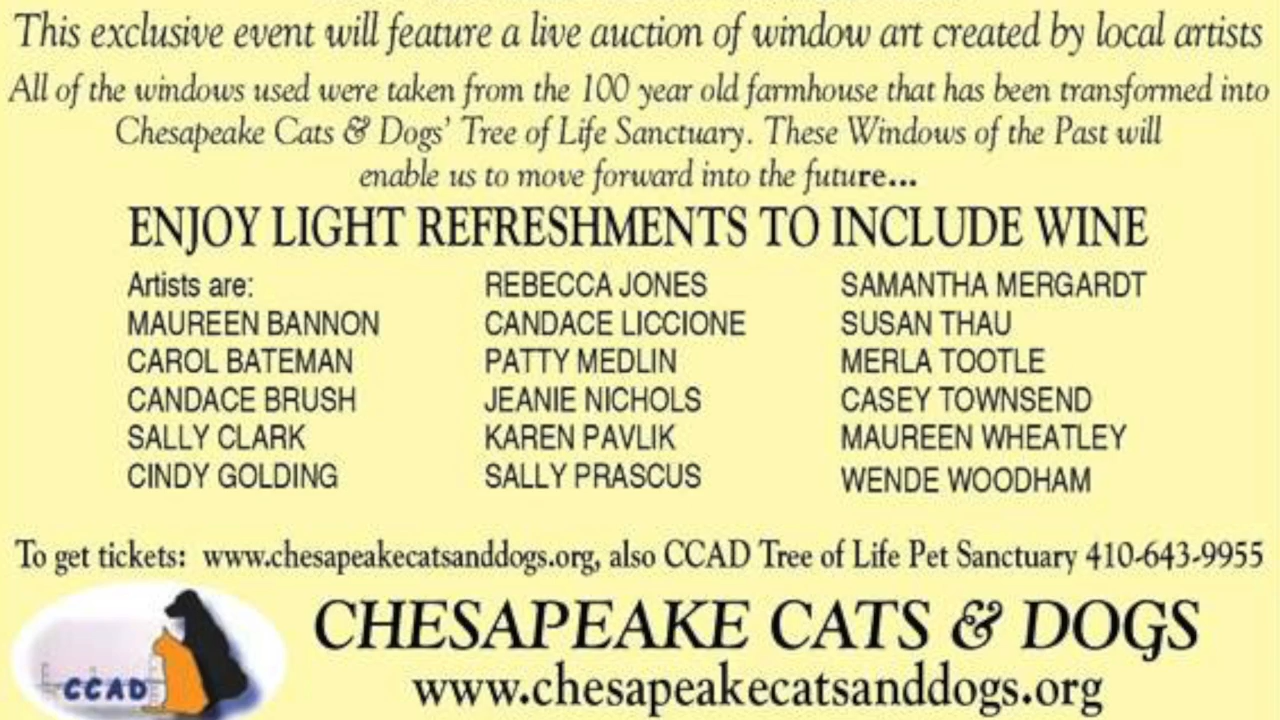 This exclusive event will feature a live auction of window art created by local artists
All of the windows used were taken from the 100 year old farmhouse that has been transformed into
Chesapeake Cats & Dogs' Tree of Life Sanctuary. These Windows of the Past will
enable us to move forward into the future...
ENJOY LIGHT REFRESHMENTS TO INCLUDE WINE
Artists are:
MAUREEN BANNON
CAROL BATEMAN
CANDACE BRUSH
SALLY CLARK
CINDY GOLDING
REBECCA JONES
CANDACE LICCIONE
PATTY MEDLIN
JEANIE NICHOLS
KAREN PAVLIK
SALLY PRASCUS
SAMANTHA MERGARDT
SUSAN THAU
MERLA TOOTLE
CASEY TOWNSEND
MAUREEN WHEATLEY
WENDE WOODHAM
To get tickets: www.chesapeakecatsanddogs.org, also CCAD Tree of Life Pet Sanctuary 410-643-9955
CCAD
CHESAPEAKE CATS & DOGS
www.chesapeakecatsanddogs.org